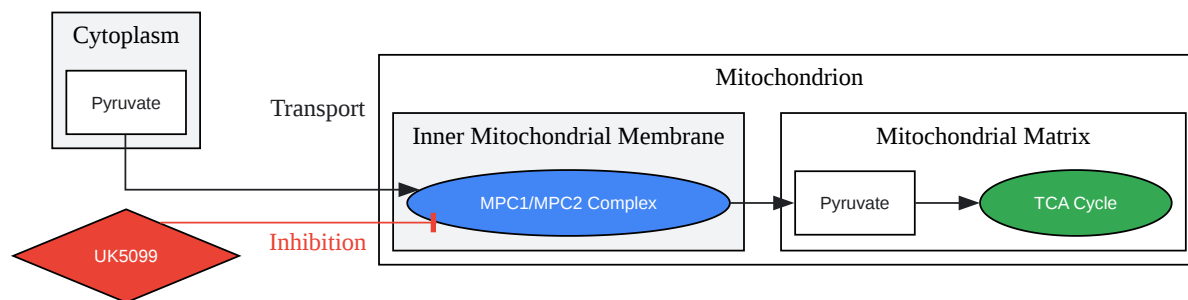 Cytoplasm
Pyruvate
Transport
Mitochondrion
Inner Mitochondrial Membrane
MPC1/MPC2 Complex
Mitochondrial Matrix
Pyruvate
TCA Cycle
UK5099
Inhibition